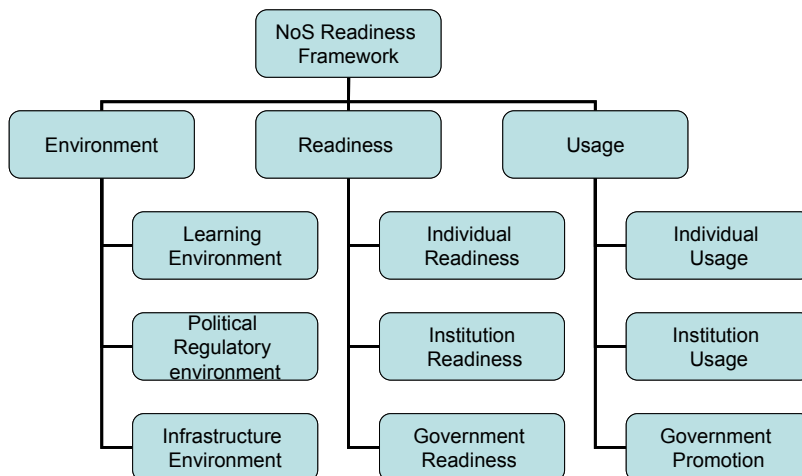 NoS Readiness
Framework
Environment
Readiness
Usage
Learning
Environment
Individual
Readiness
Individual
Usage
Political
Regulatory
environment
Institution
Readiness
Institution
Usage
Infrastructure
Environment
Government
Readiness
Government
Promotion